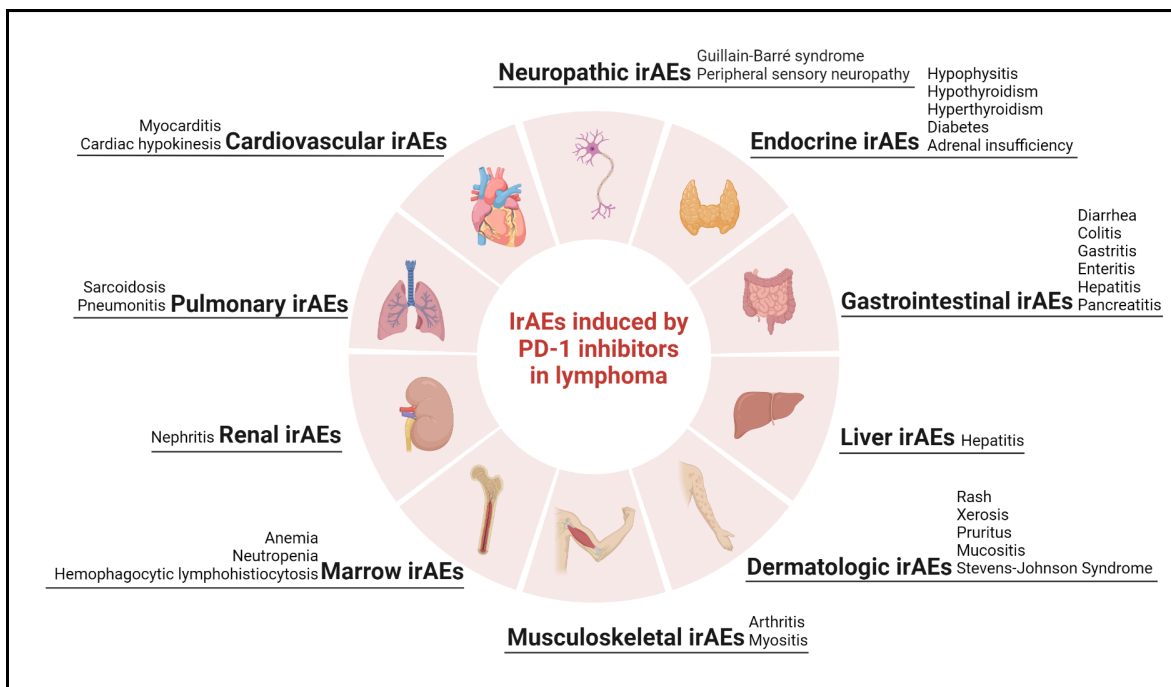 Neuropathic irAEs
Guillain-Barré syndrome
Peripheral sensory neuropathy
Endocrine irAEs
Hypophysitis
Hypothyroidism
Hyperthyroidism
Diabetes
Adrenal insufficiency
Myocarditis
Cardiac hypokinesis
Cardiovascular irAEs
Diarrhea
Colitis
Gastritis
Enteritis
Hepatitis
Pancreatitis
Gastrointestinal irAEs
Sarcoidosis
Pneumonitis
Pulmonary irAEs
IrAEs induced by
PD-1 inhibitors
in lymphoma
Nephritis Renal irAEs
Liver irAEs Hepatitis
Anemia
Neutropenia
Hemophagocytic lymphohistiocytosis
Marrow irAEs
Rash
Xerosis
Pruritus
Mucositis
Stevens-Johnson Syndrome
Dermatologic irAEs
Musculoskeletal irAEs
Arthritis
Myositis